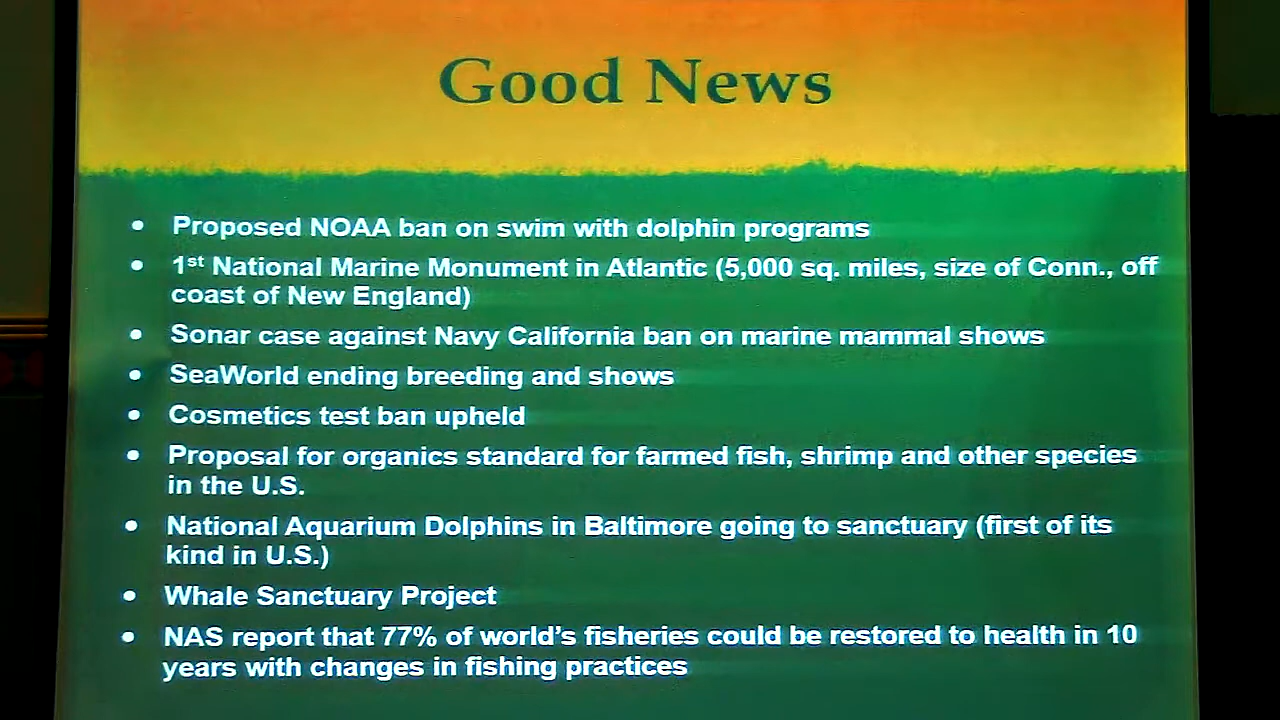 Good News
• Proposed NOAA ban on swim with dolphin programs
• 1st National Marine Monument in Atlantic (5,000 sq. miles, size of Conn., off
coast of New England)
• Sonar case against Navy California ban on marine mammal shows
• SeaWorld ending breeding and shows
• Cosmetics test ban upheld
• Proposal for organics standard for farmed fish, shrimp and other species
in the U.S.
• National Aquarium Dolphins in Baltimore going to sanctuary (first of its
kind in U.S.)
• Whale Sanctuary Project
• NAS report that 77% of world's fisheries could be restored to health in 10
years with changes in fishing practices